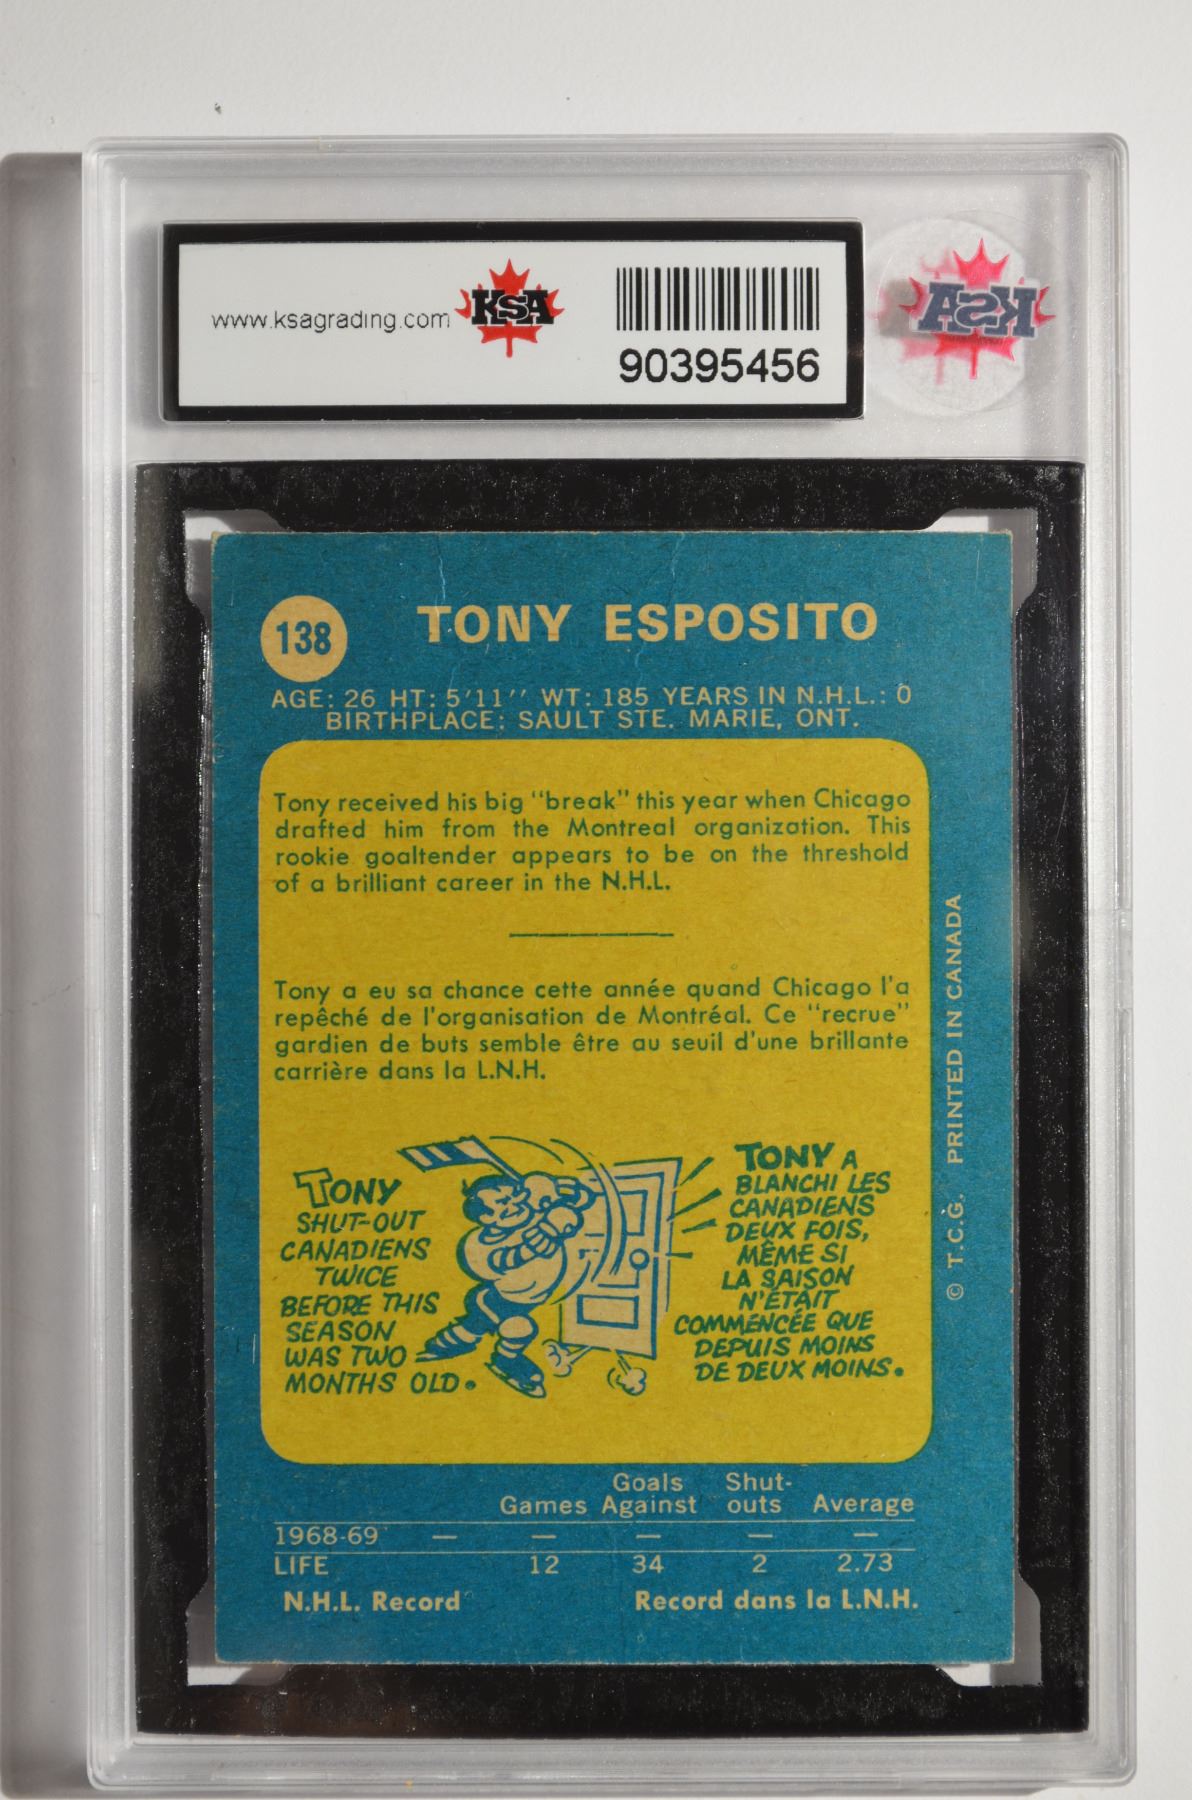 www.ksagrading.com
KSA
90395456
KSA
138
TONY ESPOSITO
AGE: 26 HT: 5'11'' WT: 185 YEARS IN N.H.L.: 0
BIRTHPLACE: SAULT STE. MARIE, ONT.
Tony received his big "break" this year when Chicago
drafted him from the Montreal organization. This
rookie goaltender appears to be on the threshold
of a brilliant career in the N.H.L.
Tony a eu sa chance cette année quand Chicago l'a
repêché de l'organisation de Montréal. Ce "recrue"
gardien de buts semble être au seuil d'une brillante
carrière dans la L.N.H.
TONY
SHUT-OUT
CANADIENS
TWICE
BEFORE THIS
SEASON
WAS TWO
MONTHS OLD.
TONY A
BLANCHI LES
CANADIENS
DEUX FOIS,
MÊME SI
LA SAISON
N'ÉTAIT
COMMENCÉE QUE
DEPUIS MOINS
DE DEUX MOINS.
© T.C.G. PRINTED IN CANADA
Games Goals Against Shut-outs Average
1968-69 — — — — —
LIFE 12 34 2 2.73
N.H.L. Record Record dans la L.N.H.